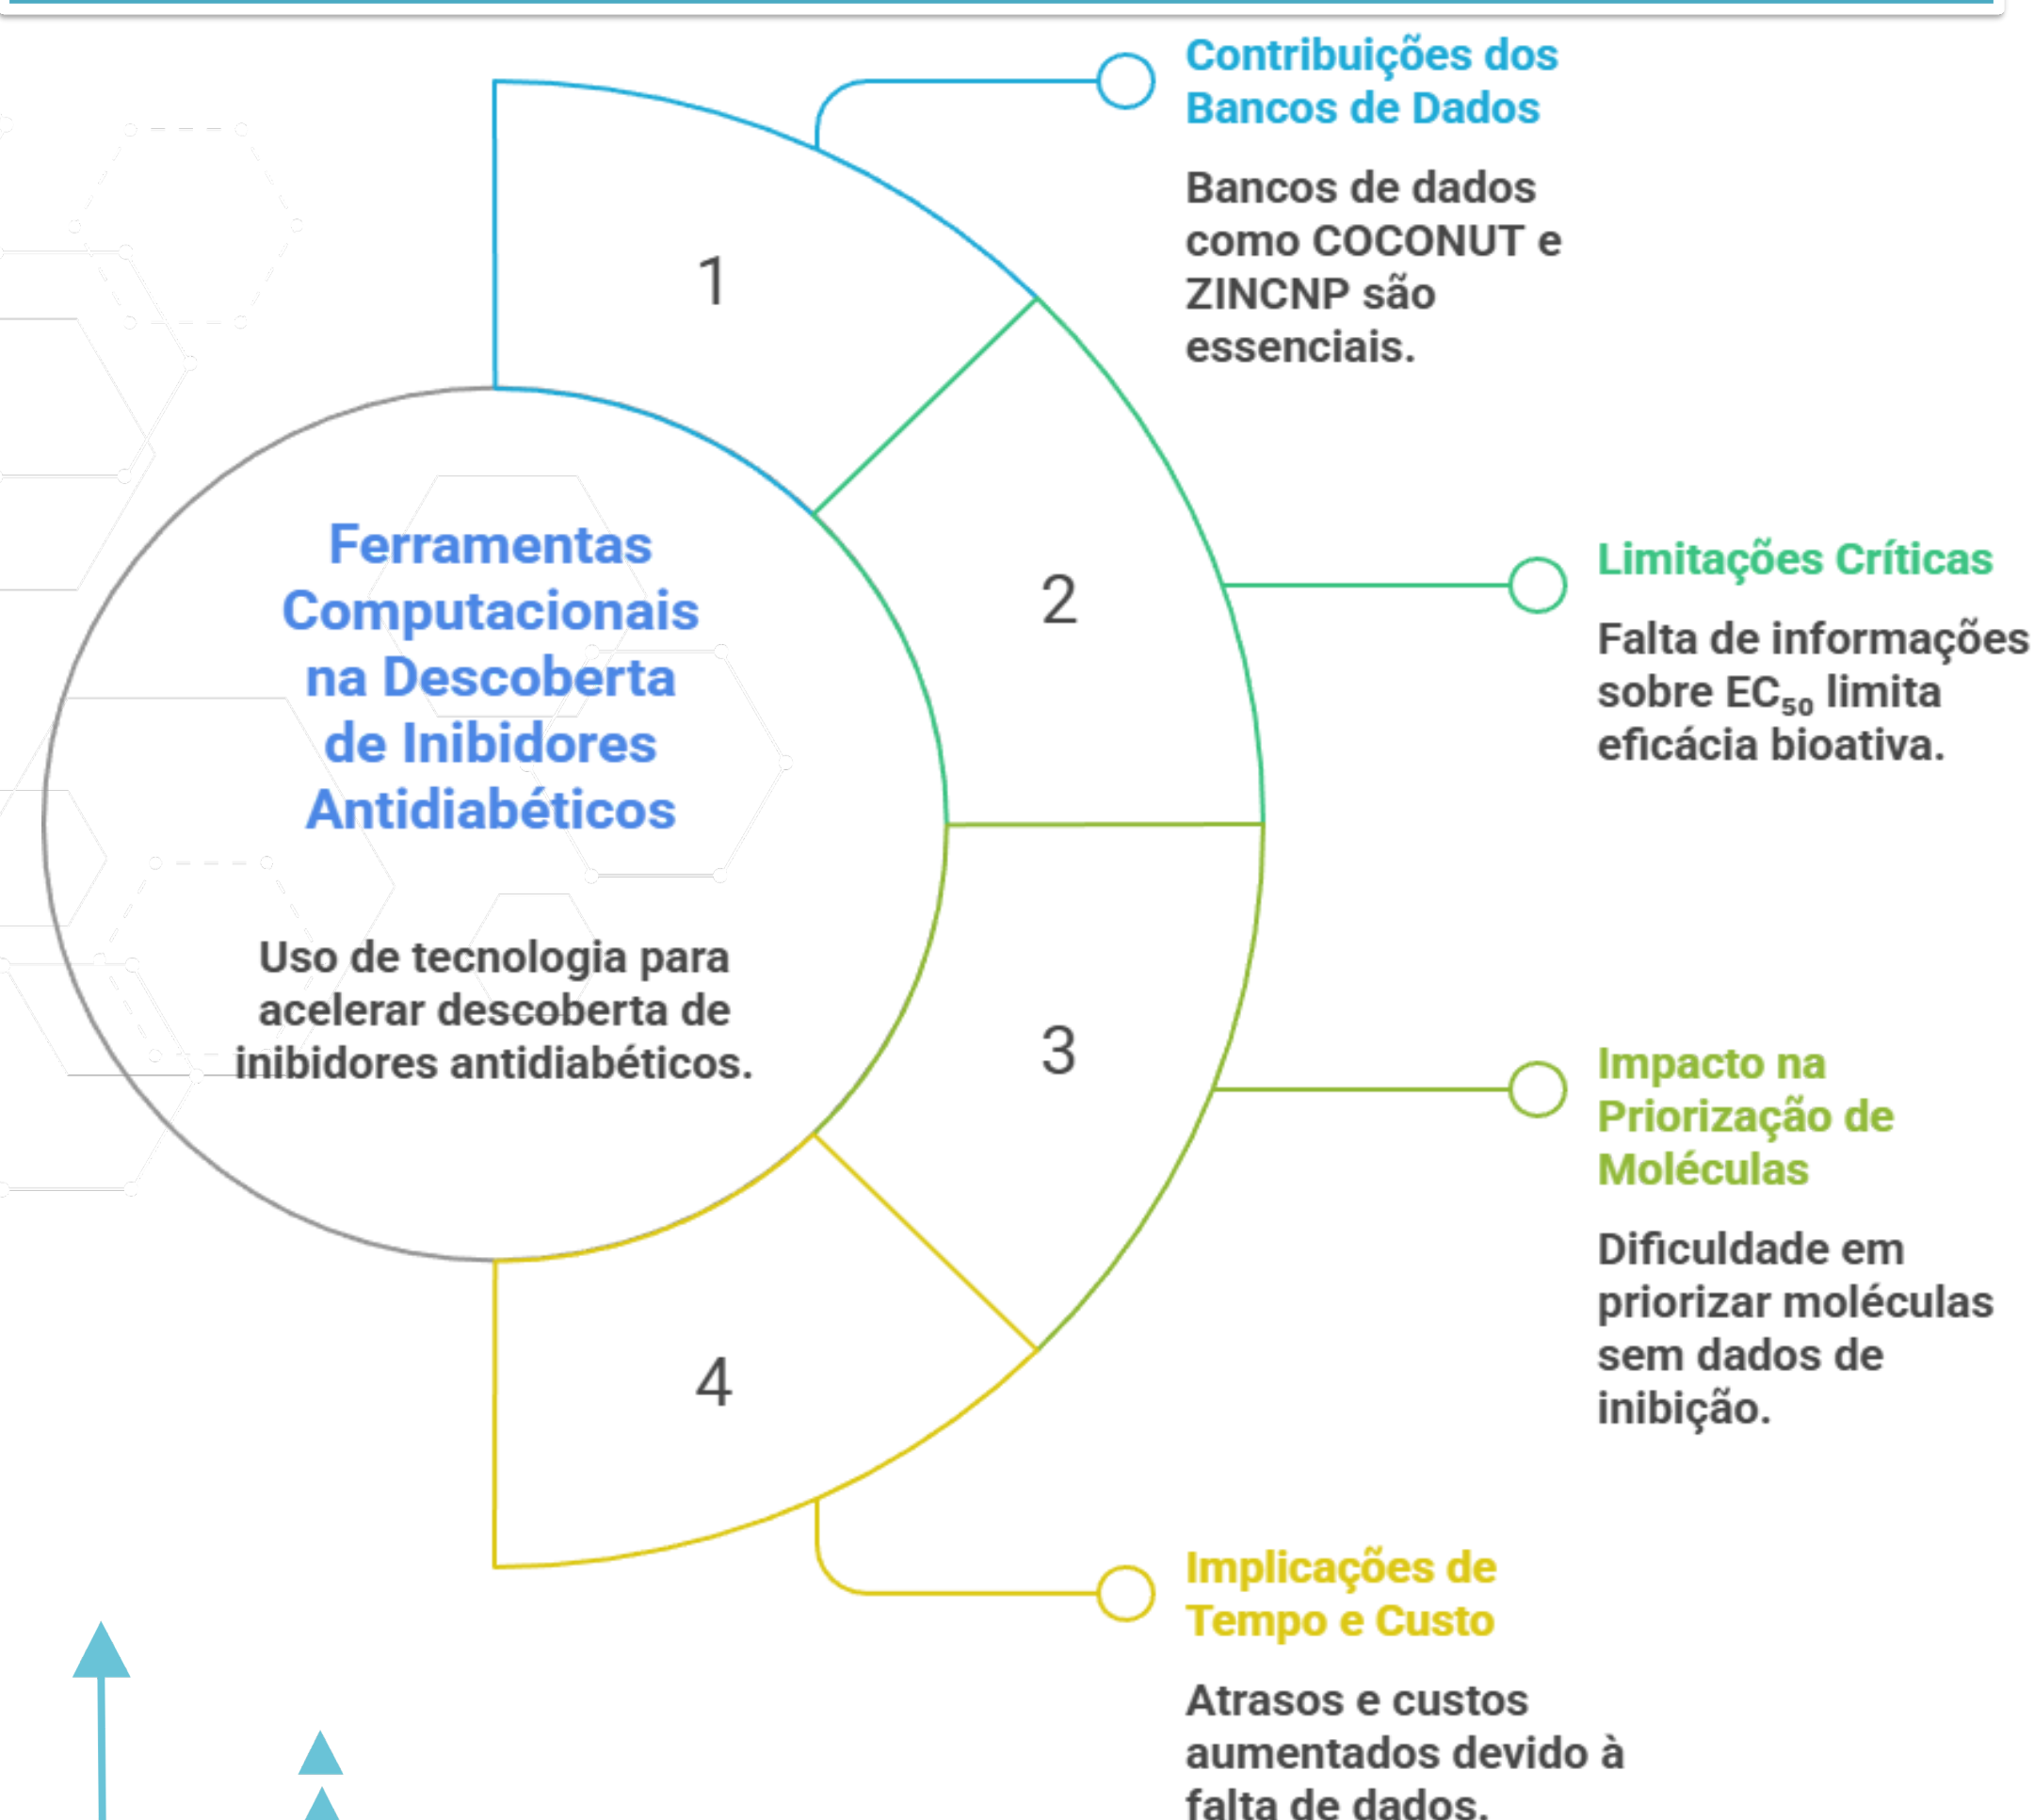 Contribuições dos
Bancos de Dados
Bancos de dados
como COCONUT e
ZINCNP são
essenciais.
1
2
Limitações Críticas
Falta de informações
sobre EC₅₀ limita
eficácia bioativa.
Ferramentas
Computacionais
na Descoberta
de Inibidores
Antidiabéticos
Uso de tecnologia para
acelerar descoberta de
inibidores antidiabéticos.
3
Impacto na
Priorização de
Moléculas
Dificuldade em
priorizar moléculas
sem dados de
inibição.
4
Implicações de
Tempo e Custo
Atrasos e custos
aumentados devido à
falta de dados.